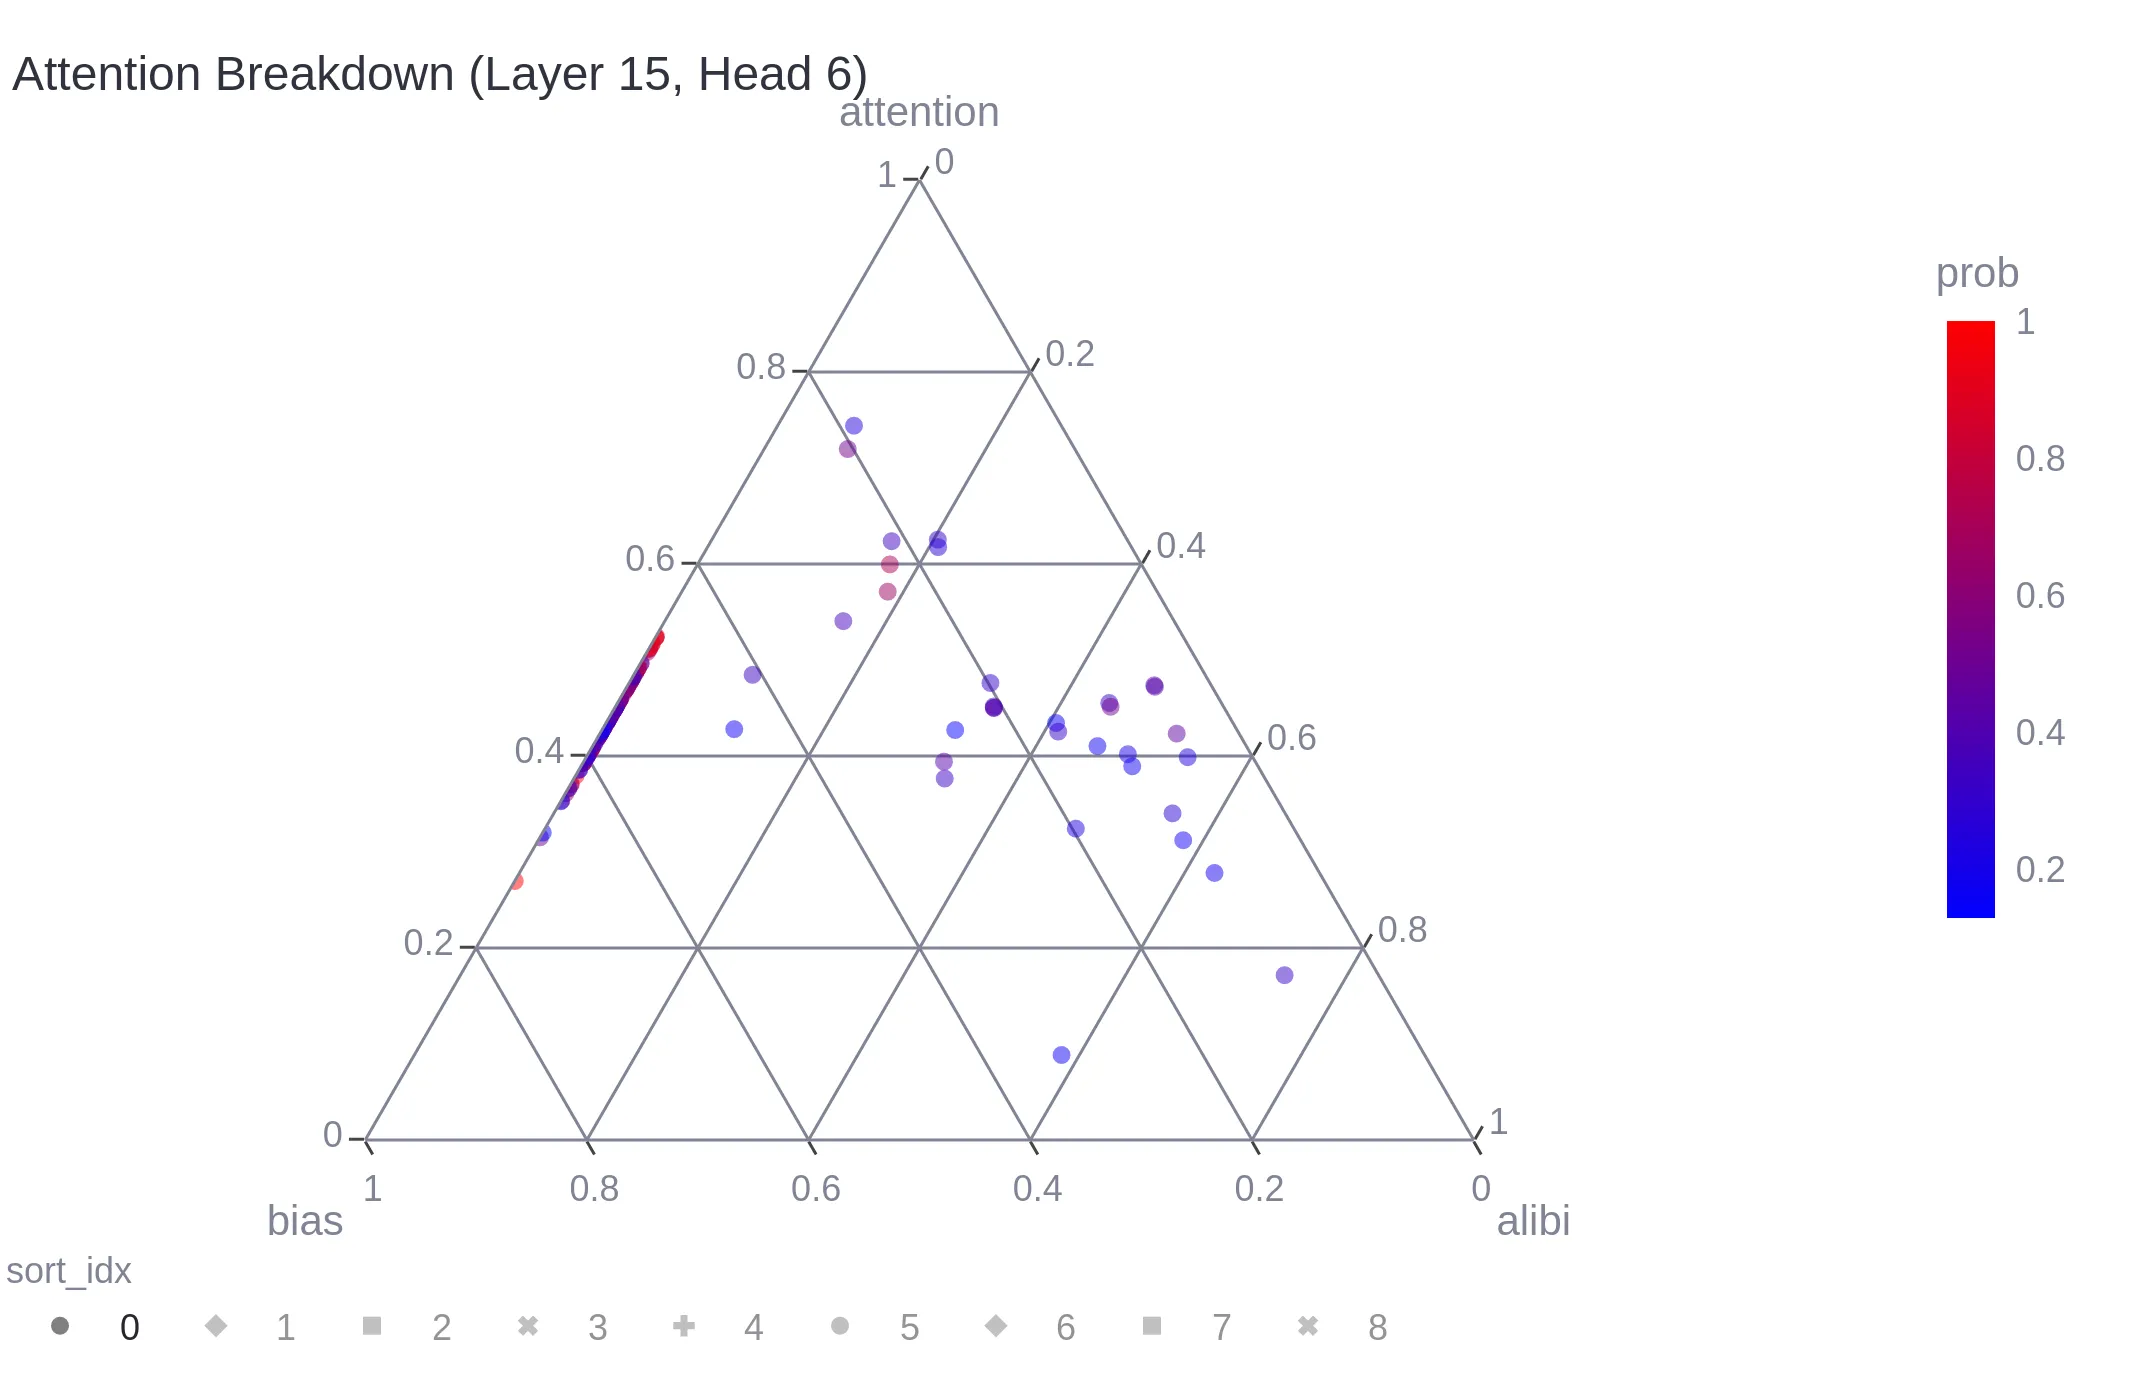 Attention Breakdown (Layer 15, Head 6)
attention
1 0
0.8 0.2
0.6 0.4
0.4 0.6
0.2 0.8
0 1
1 0.8 0.6 0.4 0.2 0
bias alibi
prob
1
0.8
0.6
0.4
0.2
sort_idx
0 1 2 3 4 5 6 7 8